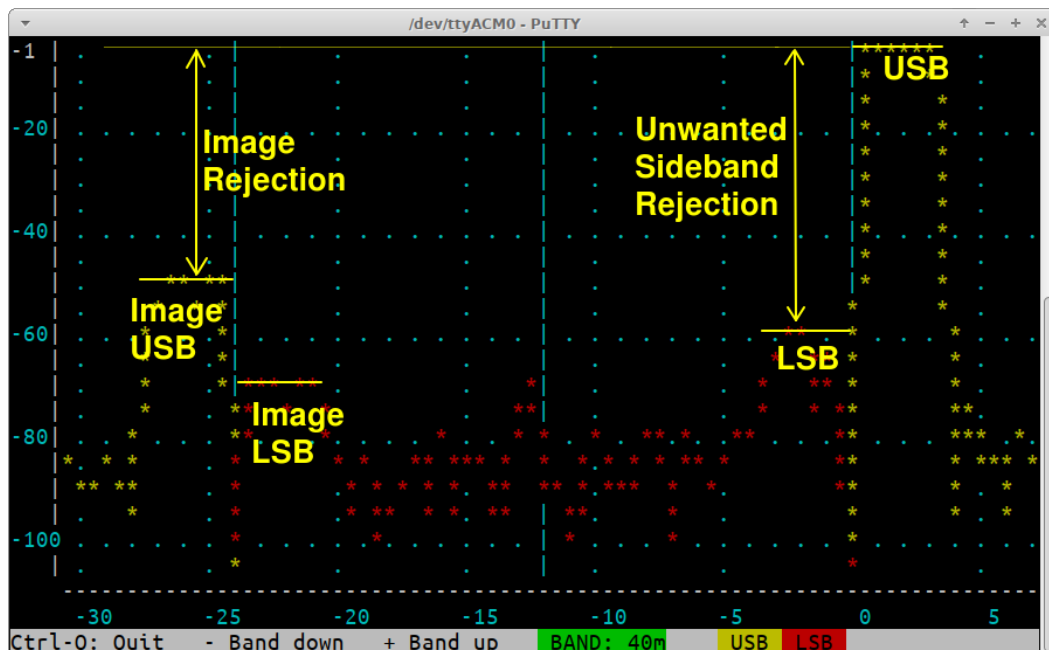 /dev/ttyACM0 - PuTTY
-1
USB
-20
Image
Rejection
Unwanted
Sideband
Rejection
-40
Image
USB
-60
LSB
Image
LSB
-80
-100
-30 -25 -20 -15 -10 -5 0 5
Ctrl-O: Quit - Band down + Band up BAND: 40m USB LSB